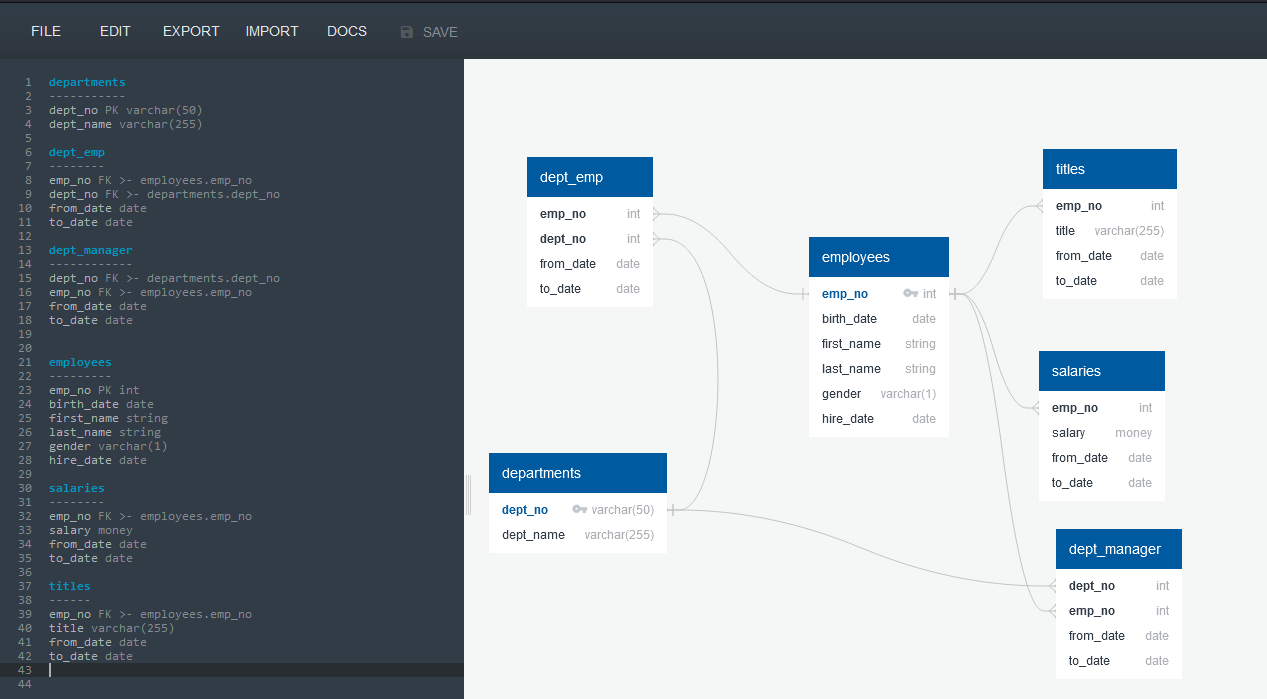 FILE EDIT EXPORT IMPORT DOCS SAVE
1 departments
2 -----------
3 dept_no PK varchar(50)
4 dept_name varchar(255)
5
6 dept_emp
7 --------
8 emp_no FK >- employees.emp_no
9 dept_no FK >- departments.dept_no
10 from_date date
11 to_date date
12
13 dept_manager
14 ------------
15 dept_no FK >- departments.dept_no
16 emp_no FK >- employees.emp_no
17 from_date date
18 to_date date
19
20
21 employees
22 ---------
23 emp_no PK int
24 birth_date date
25 first_name string
26 last_name string
27 gender varchar(1)
28 hire_date date
29
30 salaries
31 --------
32 emp_no FK >- employees.emp_no
33 salary money
34 from_date date
35 to_date date
36
37 titles
38 ------
39 emp_no FK >- employees.emp_no
40 title varchar(255)
41 from_date date
42 to_date date
43
44
dept_emp
emp_no int
dept_no int
from_date date
to_date date
departments
dept_no varchar(50)
dept_name varchar(255)
employees
emp_no int
birth_date date
first_name string
last_name string
gender varchar(1)
hire_date date
titles
emp_no int
title varchar(255)
from_date date
to_date date
salaries
emp_no int
salary money
from_date date
to_date date
dept_manager
dept_no int
emp_no int
from_date date
to_date date